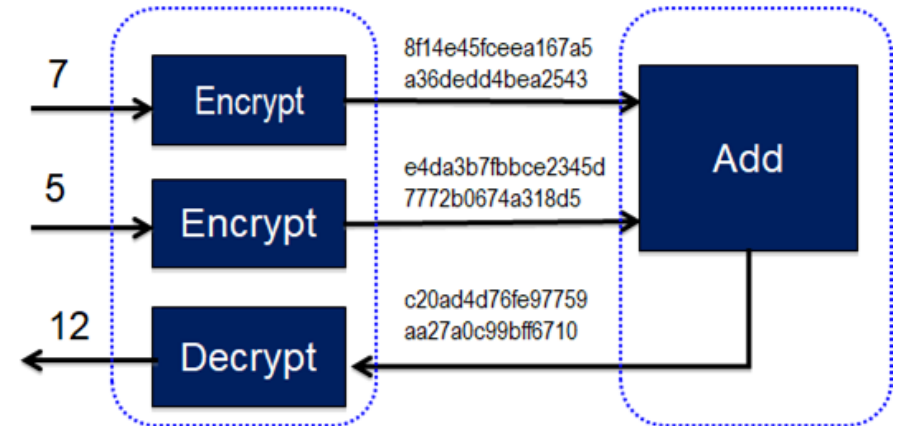 7
Encrypt
8f14e45fceea167a5
a36dedd4bea2543
Add
5
Encrypt
e4da3b7fbbce2345d
7772b0674a318d5
12
Decrypt
c20ad4d76fe97759
aa27a0c99bff6710